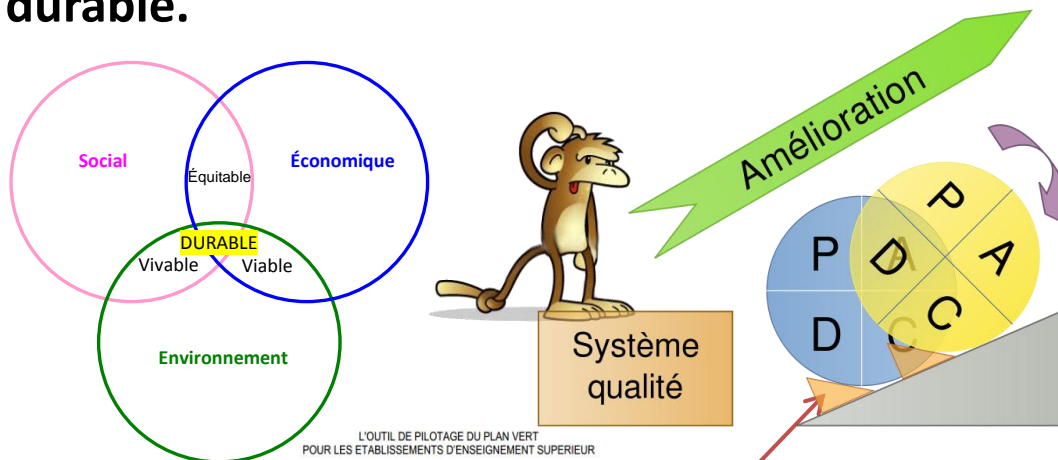 durable.
Social
Économique
Équitable
DURABLE
Vivable
Viable
Environnement
Amélioration
Système
qualité
P
A
D
C
P
A
D
C
L'OUTIL DE PILOTAGE DU PLAN VERT
POUR LES ETABLISSEMENTS D'ENSEIGNEMENT SUPERIEUR